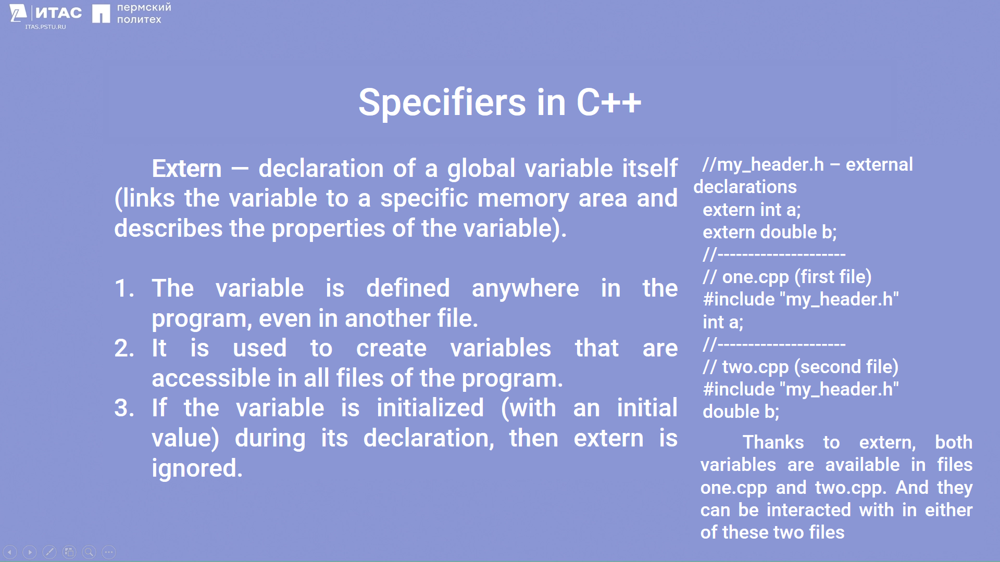 ИТАС
ITAS.PSTU.RU
пермский
политех
Specifiers in C++
Extern — declaration of a global variable itself
(links the variable to a specific memory area and
describes the properties of the variable).
1. The variable is defined anywhere in the
program, even in another file.
2. It is used to create variables that are
accessible in all files of the program.
3. If the variable is initialized (with an initial
value) during its declaration, then extern is
ignored.
//my_header.h – external
declarations
extern int a;
extern double b;
//---------------------
// one.cpp (first file)
#include "my_header.h"
int a;
//---------------------
// two.cpp (second file)
#include "my_header.h"
double b;
Thanks to extern, both
variables are available in files
one.cpp and two.cpp. And they
can be interacted with in either
of these two files